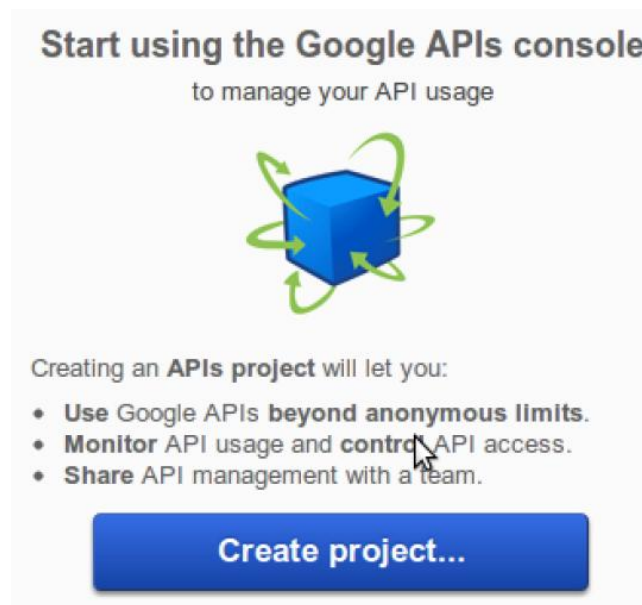 Start using the Google APIs console
to manage your API usage
Creating an APIs project will let you:
• Use Google APIs beyond anonymous limits.
• Monitor API usage and control API access.
• Share API management with a team.
Create project...